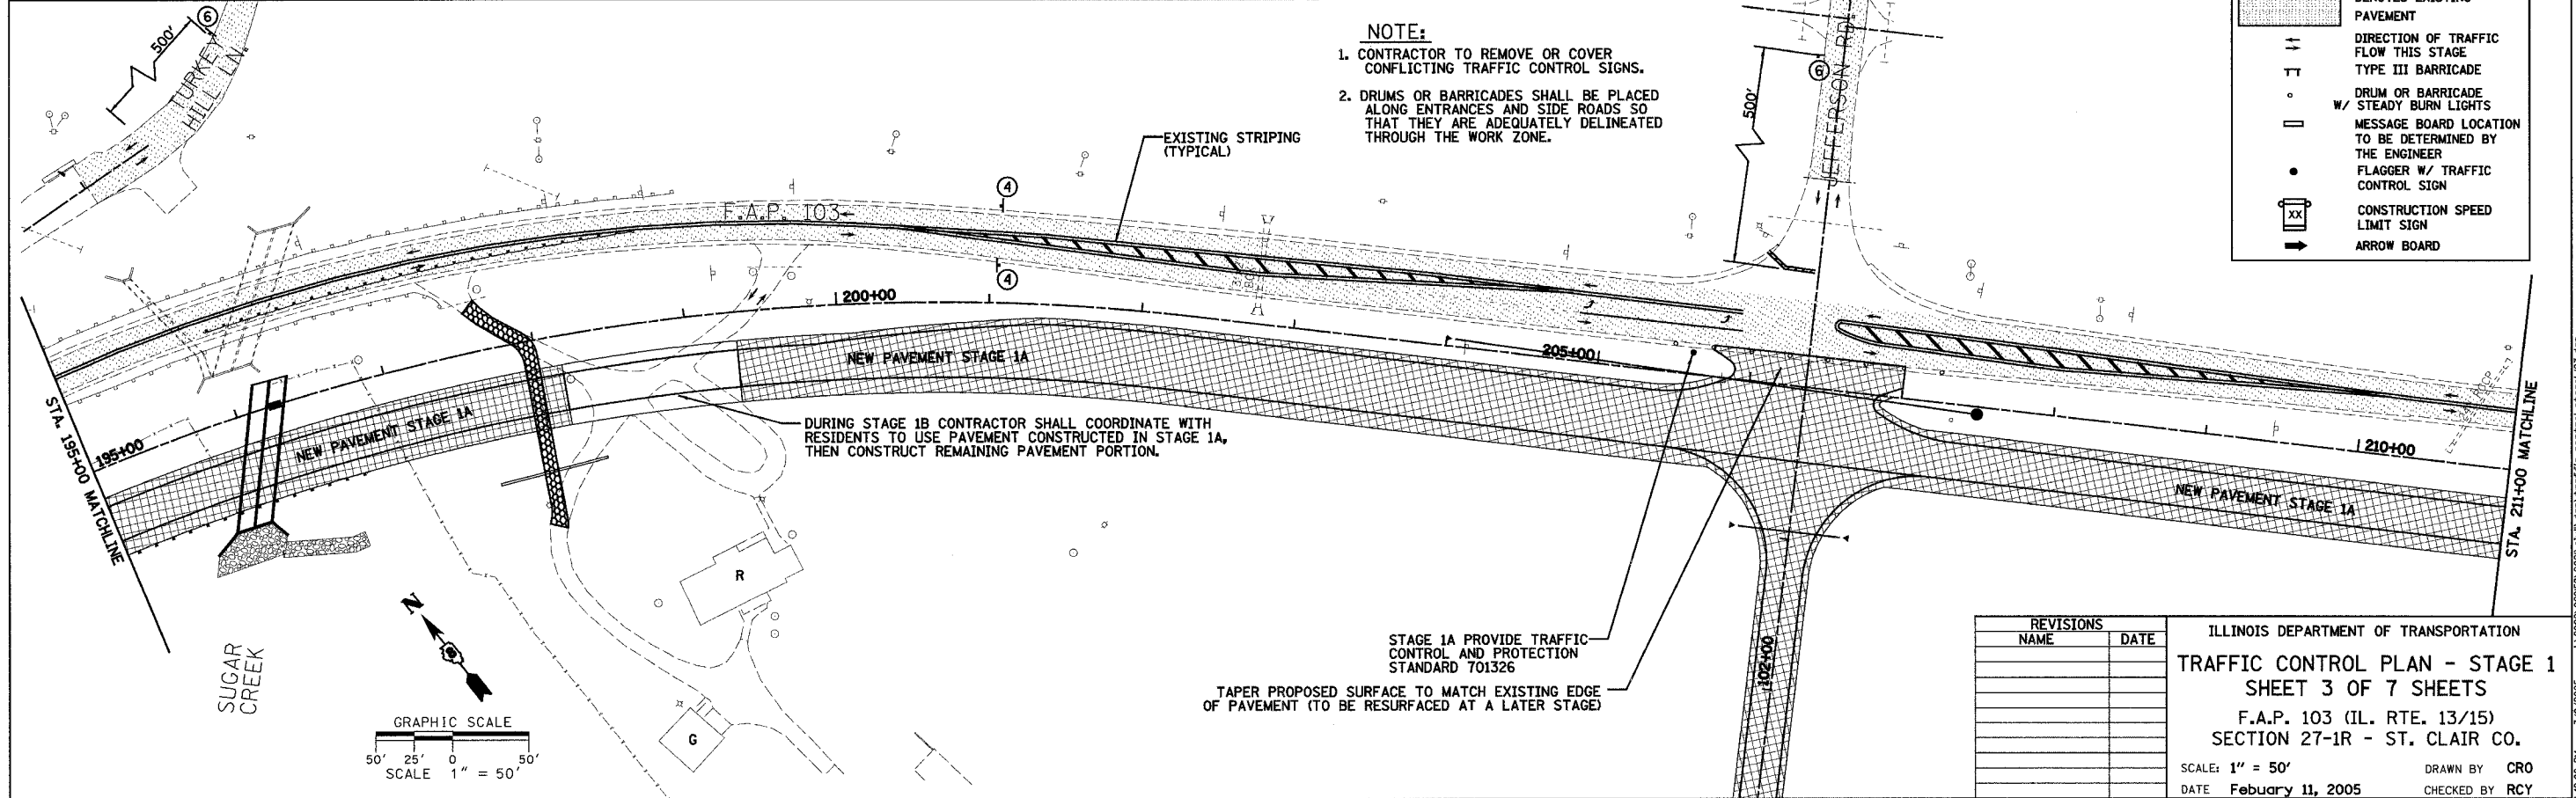 6
500'
TURKEY
HILL LN.
NOTE:
1. CONTRACTOR TO REMOVE OR COVER
CONFLICTING TRAFFIC CONTROL SIGNS.
2. DRUMS OR BARRICADES SHALL BE PLACED
ALONG ENTRANCES AND SIDE ROADS SO
THAT THEY ARE ADEQUATELY DELINEATED
THROUGH THE WORK ZONE.
EXISTING STRIPING
(TYPICAL)
6
500'
JEFFERSON RD.
PAVEMENT
DIRECTION OF TRAFFIC
FLOW THIS STAGE
TYPE III BARRICADE
DRUM OR BARRICADE
W/ STEADY BURN LIGHTS
MESSAGE BOARD LOCATION
TO BE DETERMINED BY
THE ENGINEER
FLAGGER W/ TRAFFIC
CONTROL SIGN
XX
CONSTRUCTION SPEED
LIMIT SIGN
ARROW BOARD
F.A.P. 103
4
4
STA. 195+00 MATCHLINE
195+00
200+00
205+00
210+00
STA. 211+00 MATCHLINE
NEW PAVEMENT STAGE 1A
NEW PAVEMENT STAGE 1A
NEW PAVEMENT STAGE 1A
DURING STAGE 1B CONTRACTOR SHALL COORDINATE WITH
RESIDENTS TO USE PAVEMENT CONSTRUCTED IN STAGE 1A,
THEN CONSTRUCT REMAINING PAVEMENT PORTION.
R
G
N
SUGAR
CREEK
GRAPHIC SCALE
50' 25' 0 50'
SCALE 1" = 50'
STAGE 1A PROVIDE TRAFFIC
CONTROL AND PROTECTION
STANDARD 701326
TAPER PROPOSED SURFACE TO MATCH EXISTING EDGE
OF PAVEMENT (TO BE RESURFACED AT A LATER STAGE)
102+00
REVISIONS
NAME DATE
ILLINOIS DEPARTMENT OF TRANSPORTATION
TRAFFIC CONTROL PLAN - STAGE 1
SHEET 3 OF 7 SHEETS
F.A.P. 103 (IL. RTE. 13/15)
SECTION 27-1R - ST. CLAIR CO.
SCALE: 1" = 50'
DRAWN BY CRO
DATE Febuary 11, 2005
CHECKED BY RCY